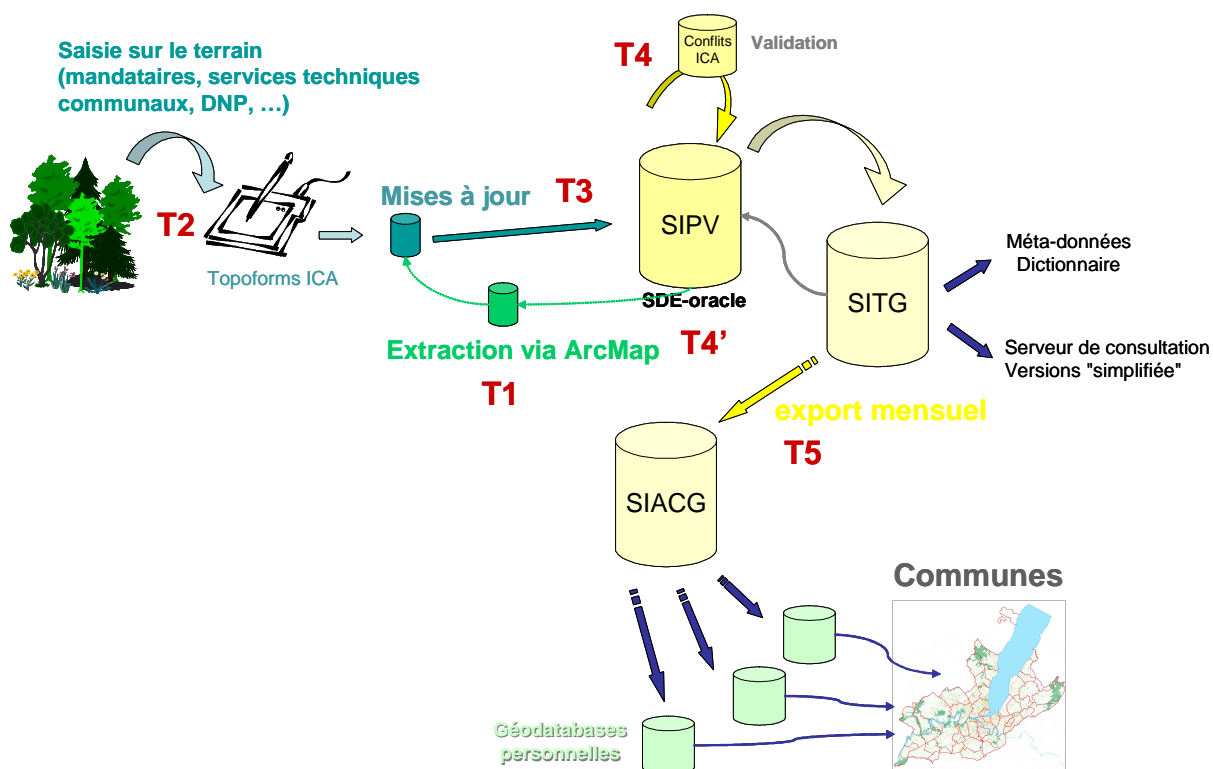 Saisie sur le terrain
(mandataires, services techniques
communaux, DNP, …)
T4
Conflits
ICA
Validation
T2
Topoforms ICA
Mises à jour
T3
SIPV
SDE-oracle
T4’
Extraction via ArcMap
T1
SITG
Méta-données
Dictionnaire
Serveur de consultation
Versions "simplifiée"
export mensuel
T5
SIACG
Communes
Géodatabases
personnelles